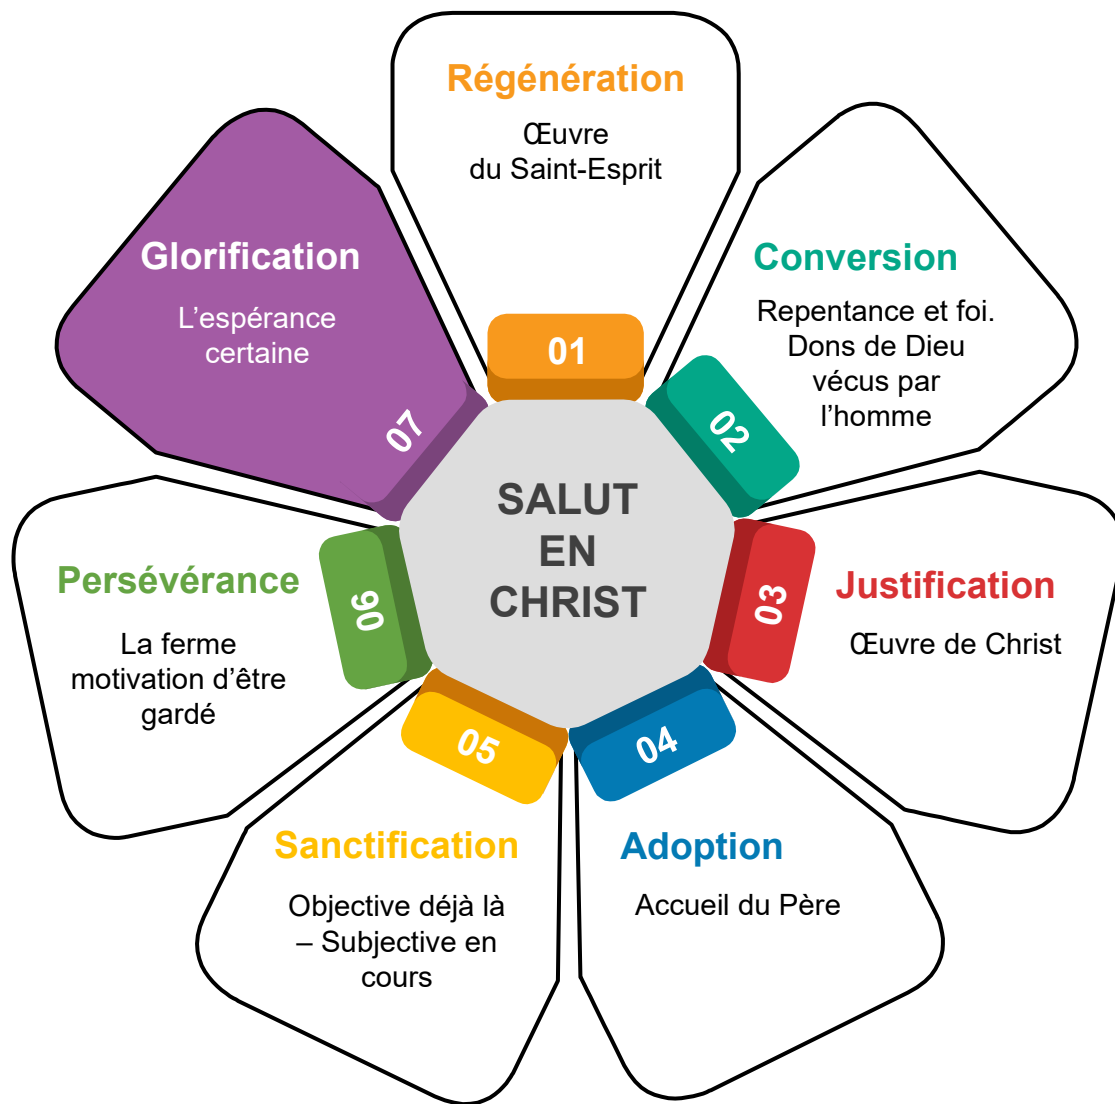 SALUT
EN
CHRIST
01
Régénération
Œuvre
du Saint-Esprit
02
Conversion
Repentance et foi.
Dons de Dieu
vécus par
l’homme
03
Justification
Œuvre de Christ
04
Adoption
Accueil du Père
05
Sanctification
Objective déjà là
– Subjective en
cours
06
Persévérance
La ferme
motivation d’être
gardé
07
Glorification
L’espérance
certaine